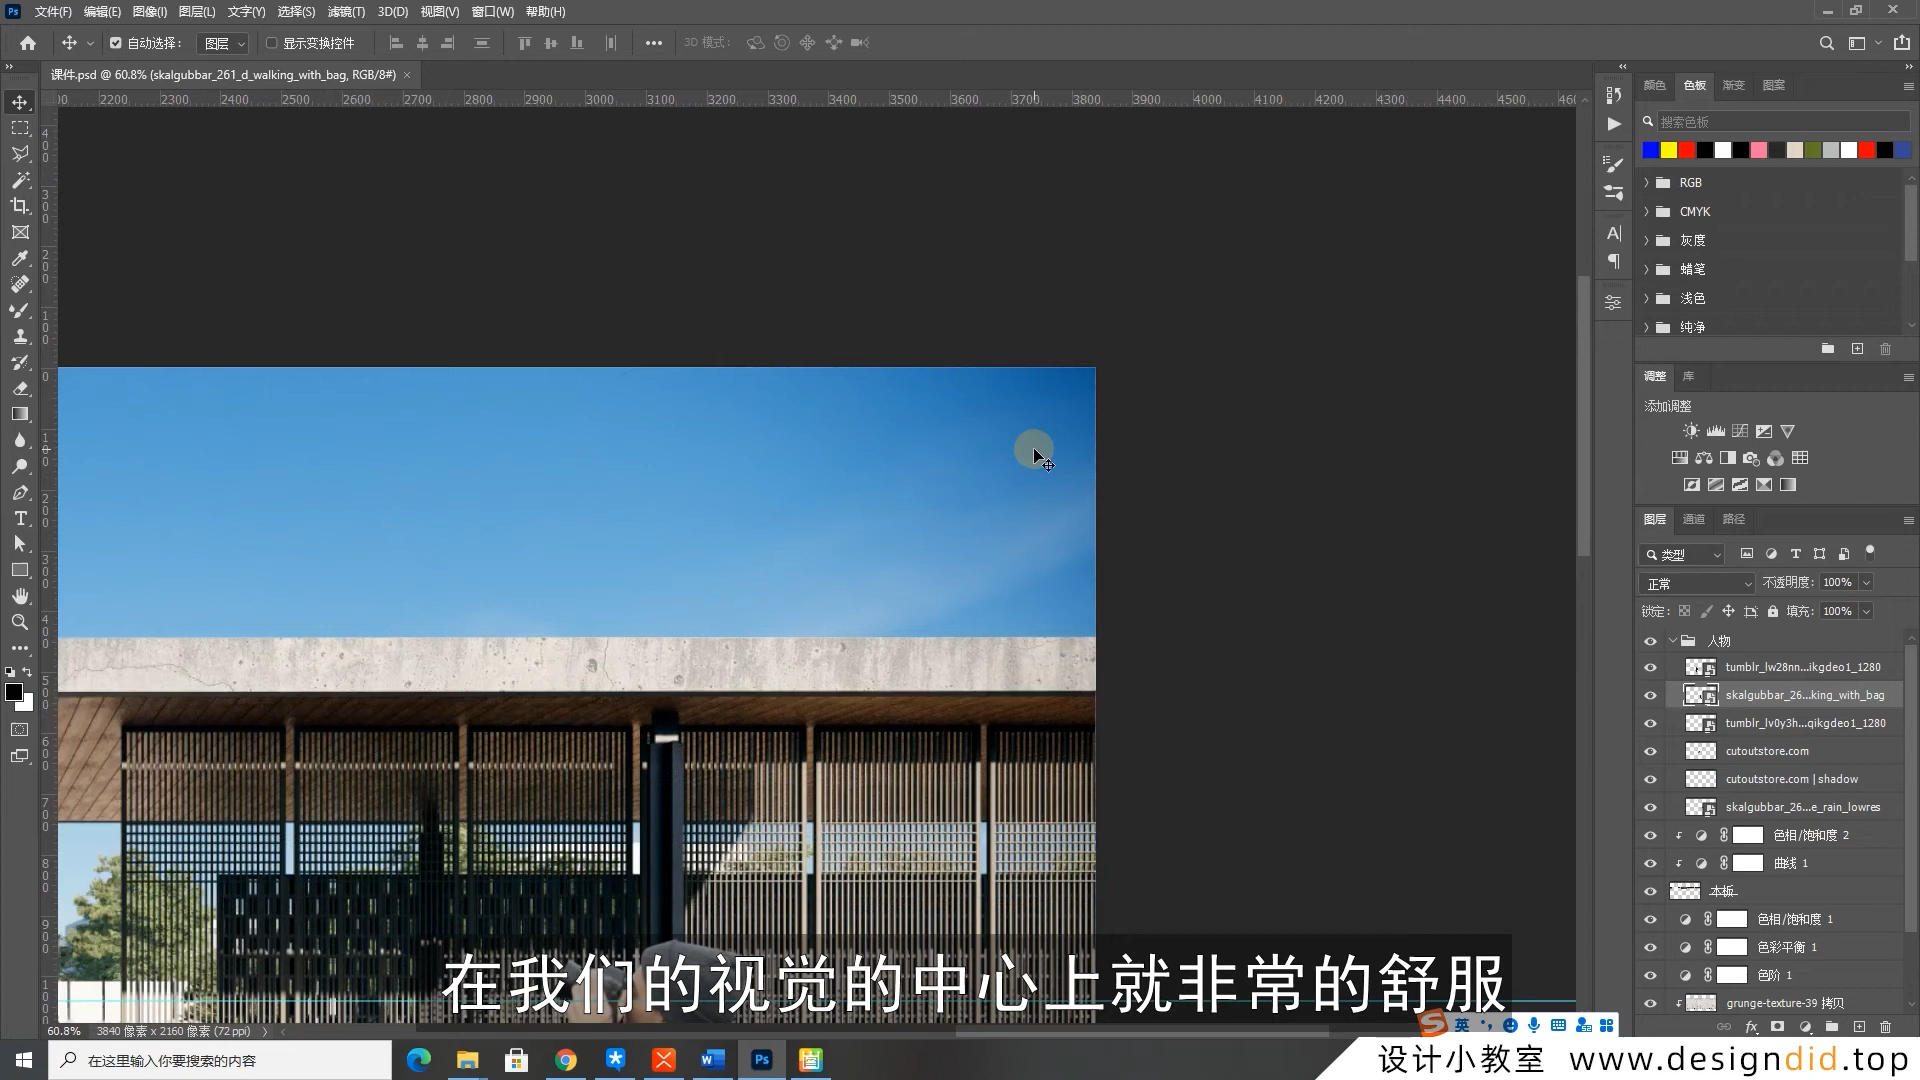 文件(F) 编辑(E) 图像(I) 图层(L) 文字(Y) 选择(S) 滤镜(T) 3D(D) 视图(V) 窗口(W) 帮助(H)
自动选择: 图层 显示变换控件 3D 模式:
课件.psd @ 60.8% (skalgubbar_261_d_walking_with_bag, RGB/8#) ×
2200 2300 2400 2500 2600 2700 2800 2900 3000 3100 3200 3300 3400 3500 3600 3700 3800 3900 4000 4100 4200 4300 4400 4500
颜色 色板 渐变 图案
搜索色板
RGB
CMYK
灰度
蜡笔
浅色
纯净
调整 库
添加调整
图层 通道 路径
类型
正常 不透明度: 100%
锁定: 填充: 100%
人物
tumblr_lw28nn...ikgdeo1_1280
skalgubbar_26...king_with_bag
tumblr_lv0y3h...qikgdeo1_1280
cutoutstore.com
cutoutstore.com | shadow
skalgubbar_26...e_rain_lowres
色相/饱和度 2
曲线 1
本板
色相/饱和度 1
色彩平衡 1
色阶 1
grunge-texture-39 拷贝
在我们的视觉的中心上就非常的舒服
60.8% 3840 像素 x 2160 像素 (72 ppi)
英
在这里输入你要搜索的内容
设计小教室 www.designdid.top